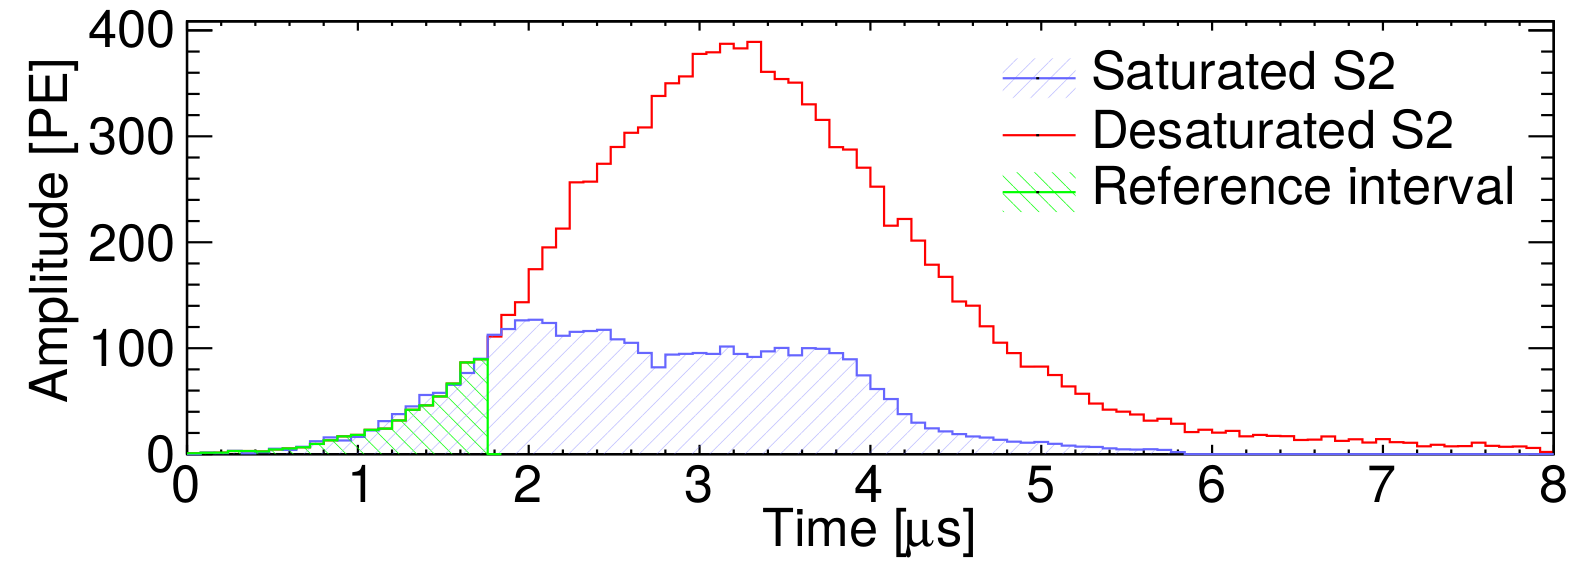 Amplitude [PE]
400
300
200
100
0
Saturated S2
Desaturated S2
Reference interval
0 1 2 3 4 5 6 7 8
Time [μs]